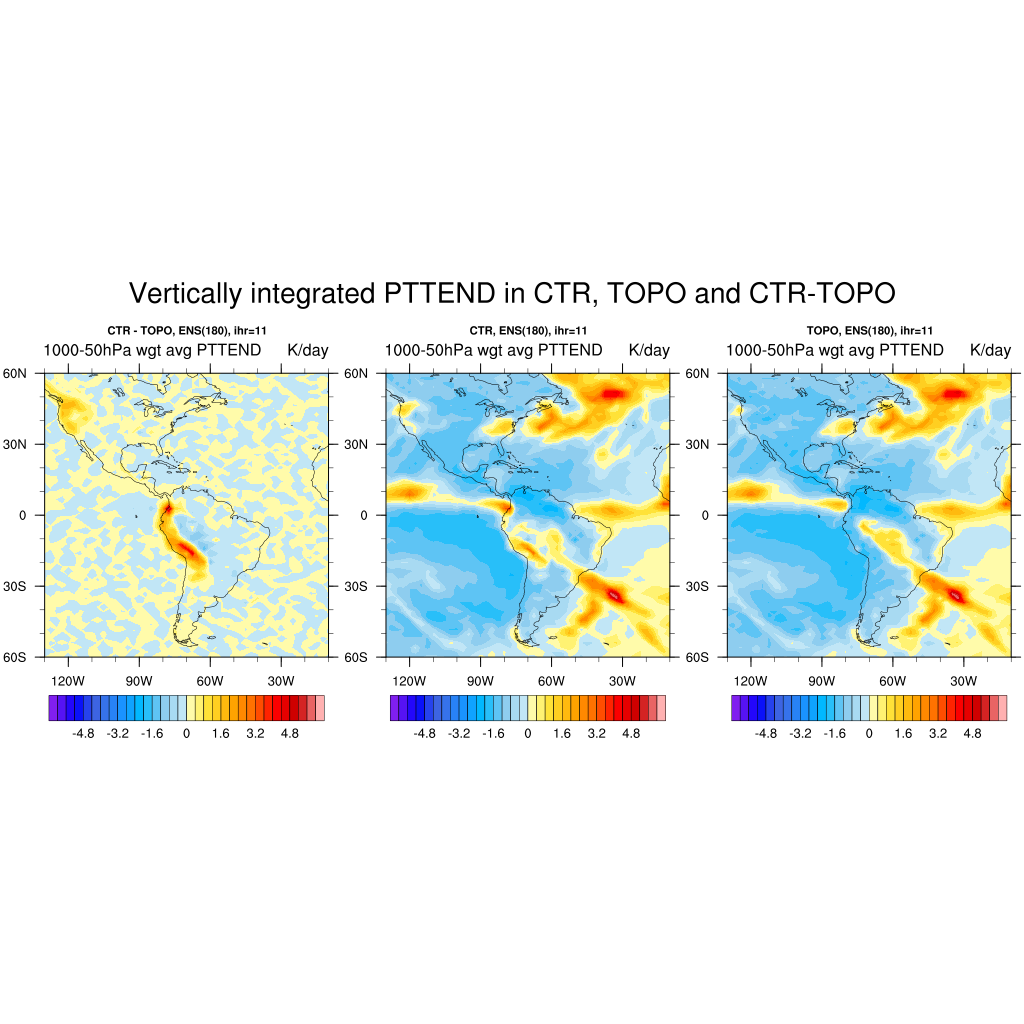 Vertically integrated PTTEND in CTR, TOPO and CTR-TOPO
CTR - TOPO, ENS(180), ihr=11
1000-50hPa wgt avg PTTEND K/day
60N
30N
0
30S
60S
120W 90W 60W 30W
-4.8 -3.2 -1.6 0 1.6 3.2 4.8
CTR, ENS(180), ihr=11
1000-50hPa wgt avg PTTEND K/day
60N
30N
0
30S
60S
120W 90W 60W 30W
-4.8 -3.2 -1.6 0 1.6 3.2 4.8
TOPO, ENS(180), ihr=11
1000-50hPa wgt avg PTTEND K/day
60N
30N
0
30S
60S
120W 90W 60W 30W
-4.8 -3.2 -1.6 0 1.6 3.2 4.8